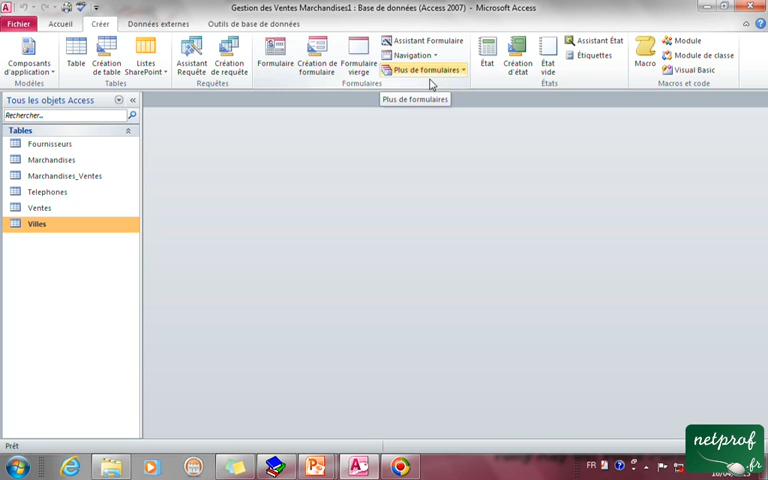 Gestion des Ventes Marchandises1 : Base de données (Access 2007) - Microsoft Access
Fichier Accueil Créer Données externes Outils de base de données
Composants d'application
Modèles
Table
Création de table
Listes SharePoint
Tables
Assistant Requête
Création de requête
Requêtes
Formulaire
Création de formulaire
Formulaire vierge
Assistant Formulaire
Navigation
Plus de formulaires
Formulaires
État
Création d'état
État vide
Assistant État
Étiquettes
États
Macro
Module
Module de classe
Visual Basic
Macros et code
Plus de formulaires
Tous les objets Access
Rechercher...
Tables
Fournisseurs
Marchandises
Marchandises_Ventes
Telephones
Ventes
Villes
Prêt
FR
netprof
.fr